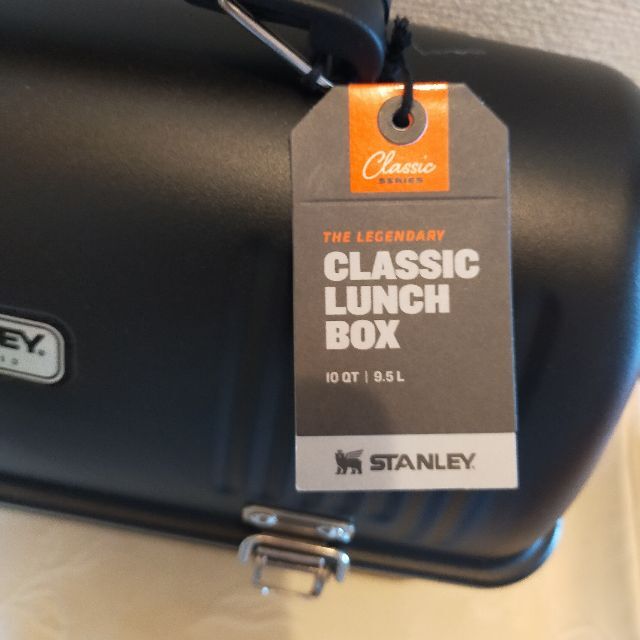 Classic
SERIES
THE LEGENDARY
CLASSIC
LUNCH
BOX
10 QT | 9.5 L
STANLEY